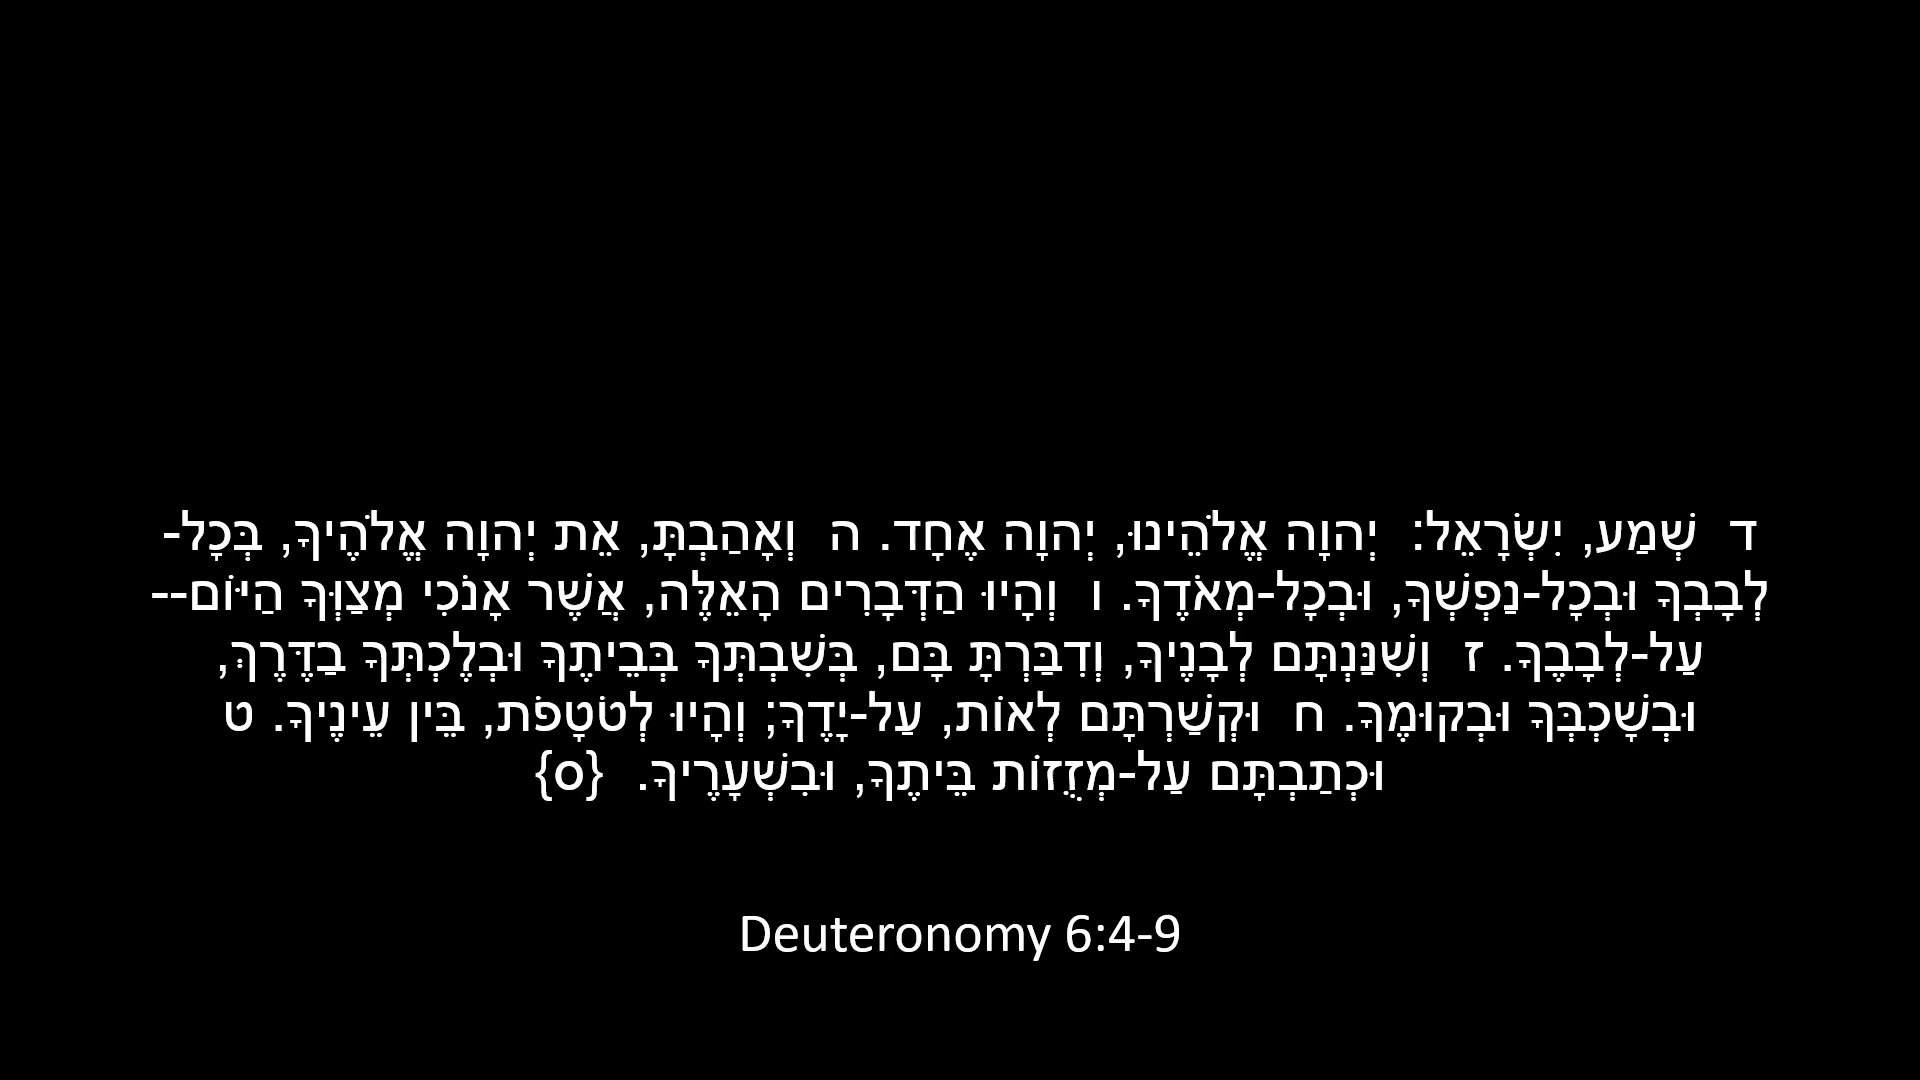 ד  שְׁמַע, יִשְׂרָאֵל:  יְהוָה אֱלֹהֵינוּ, יְהוָה אֶחָד. ה  וְאָהַבְתָּ, אֵת יְהוָה אֱלֹהֶיךָ, בְּכָל-
לְבָבְךָ וּבְכָל-נַפְשְׁךָ, וּבְכָל-מְאֹדֶךָ. ו  וְהָיוּ הַדְּבָרִים הָאֵלֶּה, אֲשֶׁר אָנֹכִי מְצַוְּךָ הַיּוֹם--
עַל-לְבָבֶךָ. ז  וְשִׁנַּנְתָּם לְבָנֶיךָ, וְדִבַּרְתָּ בָּם, בְּשִׁבְתְּךָ בְּבֵיתֶךָ וּבְלֶכְתְּךָ בַדֶּרֶךְ,
וּבְשָׁכְבְּךָ וּבְקוּמֶךָ. ח  וּקְשַׁרְתָּם לְאוֹת, עַל-יָדֶךָ; וְהָיוּ לְטֹטָפֹת, בֵּין עֵינֶיךָ. ט
וּכְתַבְתָּם עַל-מְזֻזוֹת בֵּיתֶךָ, וּבִשְׁעָרֶיךָ.  {ס}
Deuteronomy 6:4-9